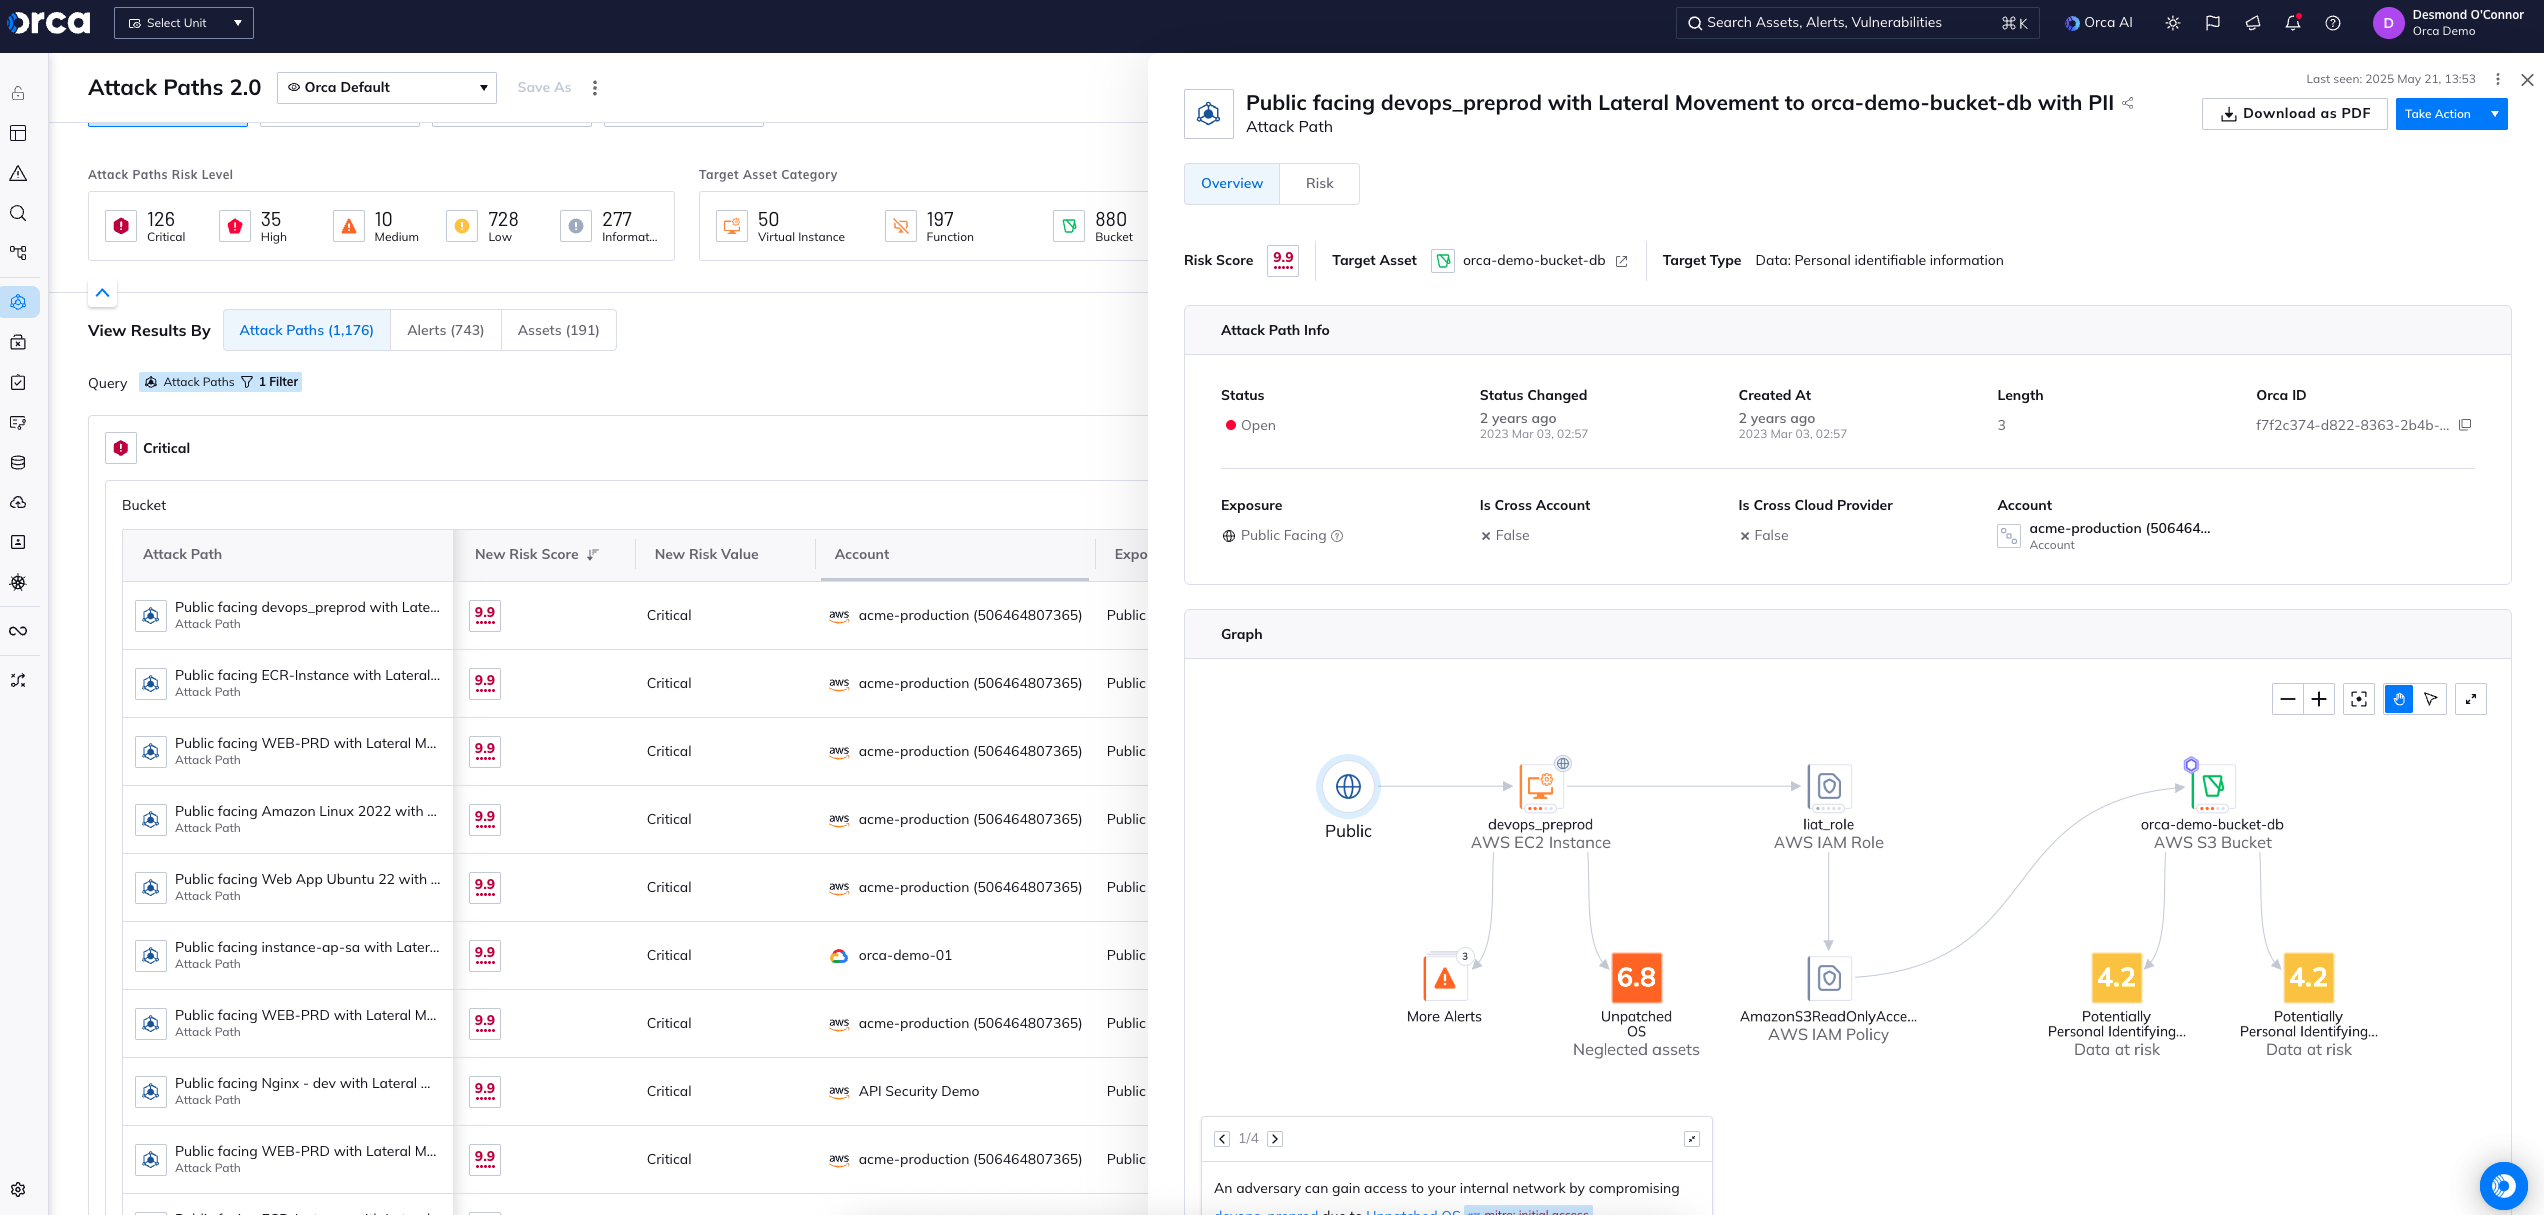 orca
Select Unit
Search Assets, Alerts, Vulnerabilities ⌘K
Orca AI
D
Desmond O'Connor
Orca Demo
Attack Paths 2.0
Orca Default
Save As
Attack Paths Risk Level
126
Critical
35
High
10
Medium
728
Low
277
Informat...
Target Asset Category
50
Virtual Instance
197
Function
880
Bucket
View Results By
Attack Paths (1,176)
Alerts (743)
Assets (191)
Query
Attack Paths
1 Filter
Critical
Bucket
Attack Path New Risk Score New Risk Value Account Expo
Public facing devops_preprod with Late...
Attack Path
9.9 Critical aws acme-production (506464807365) Public
Public facing ECR-Instance with Lateral...
Attack Path
9.9 Critical aws acme-production (506464807365) Public
Public facing WEB-PRD with Lateral M...
Attack Path
9.9 Critical aws acme-production (506464807365) Public
Public facing Amazon Linux 2022 with ...
Attack Path
9.9 Critical aws acme-production (506464807365) Public
Public facing Web App Ubuntu 22 with ...
Attack Path
9.9 Critical aws acme-production (506464807365) Public
Public facing instance-ap-sa with Later...
Attack Path
9.9 Critical orca-demo-01 Public
Public facing WEB-PRD with Lateral M...
Attack Path
9.9 Critical aws acme-production (506464807365) Public
Public facing Nginx - dev with Lateral ...
Attack Path
9.9 Critical aws API Security Demo Public
Public facing WEB-PRD with Lateral M...
Attack Path
9.9 Critical aws acme-production (506464807365) Public
Last seen: 2025 May 21, 13:53
Public facing devops_preprod with Lateral Movement to orca-demo-bucket-db with PII
Attack Path
Download as PDF
Take Action
Overview
Risk
Risk Score 9.9
Target Asset orca-demo-bucket-db
Target Type Data: Personal identifiable information
Attack Path Info
Status
Open
Status Changed
2 years ago
2023 Mar 03, 02:57
Created At
2 years ago
2023 Mar 03, 02:57
Length
3
Orca ID
f7f2c374-d822-8363-2b4b-...
Exposure
Public Facing
Is Cross Account
False
Is Cross Cloud Provider
False
Account
acme-production (506464...
Account
Graph
Public
devops_preprod
AWS EC2 Instance
liat_role
AWS IAM Role
orca-demo-bucket-db
AWS S3 Bucket
3
More Alerts
6.8
Unpatched
OS
Neglected assets
AmazonS3ReadOnlyAcce...
AWS IAM Policy
4.2
Potentially
Personal Identifying...
Data at risk
4.2
Potentially
Personal Identifying...
Data at risk
1/4
An adversary can gain access to your internal network by compromising
devops_preprod due to Unpatched OS mitre: initial access